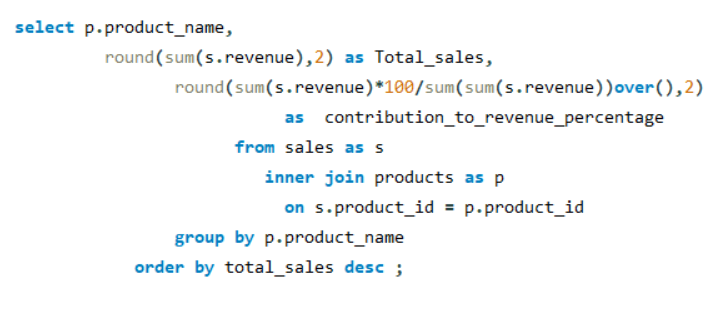 select p.product_name,
round(sum(s.revenue),2) as Total_sales,
round(sum(s.revenue)*100/sum(sum(s.revenue))over(),2)
as contribution_to_revenue_percentage
from sales as s
inner join products as p
on s.product_id = p.product_id
group by p.product_name
order by total_sales desc ;